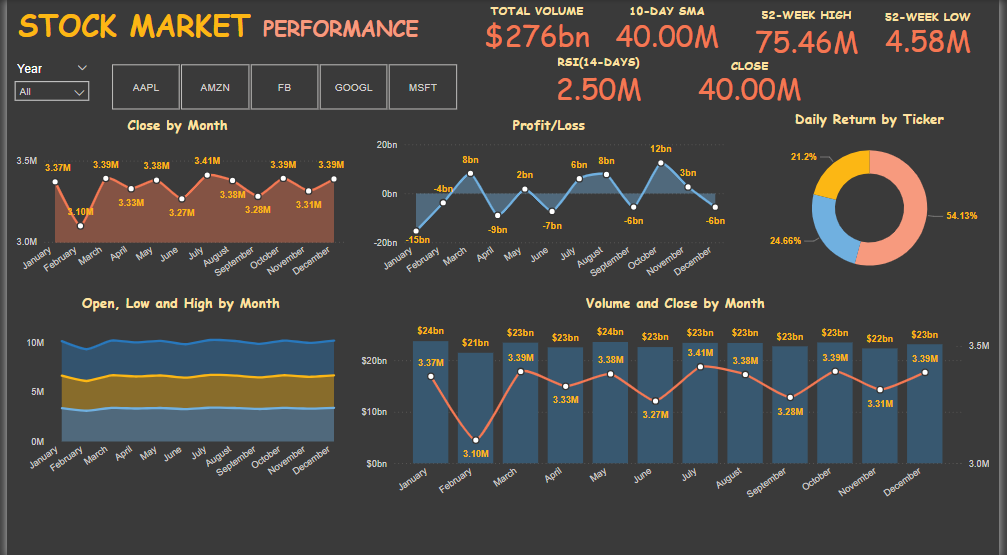 STOCK MARKET PERFORMANCE
TOTAL VOLUME
$276bn
10-DAY SMA
40.00M
52-WEEK HIGH
75.46M
52-WEEK LOW
4.58M
RSI(14-DAYS)
2.50M
CLOSE
40.00M
Year
All
AAPL
AMZN
FB
GOOGL
MSFT
Close by Month
3.5M
3.0M
3.37M
3.10M
3.39M
3.33M
3.38M
3.27M
3.41M
3.38M
3.28M
3.39M
3.31M
3.39M
January
February
March
April
May
June
July
August
September
October
November
December
Profit/Loss
20bn
0bn
-20bn
-15bn
-4bn
8bn
-9bn
2bn
-7bn
6bn
8bn
-6bn
12bn
3bn
-6bn
January
February
March
April
May
June
July
August
September
October
November
December
Daily Return by Ticker
21.2%
54.13%
24.66%
Open, Low and High by Month
10M
5M
0M
January
February
March
April
May
June
July
August
September
October
November
December
Volume and Close by Month
$20bn
$10bn
$0bn
3.5M
3.0M
$24bn
$21bn
$23bn
$23bn
$24bn
$23bn
$23bn
$23bn
$23bn
$23bn
$22bn
$23bn
3.37M
3.10M
3.39M
3.33M
3.38M
3.27M
3.41M
3.38M
3.28M
3.39M
3.31M
3.39M
January
February
March
April
May
June
July
August
September
October
November
December